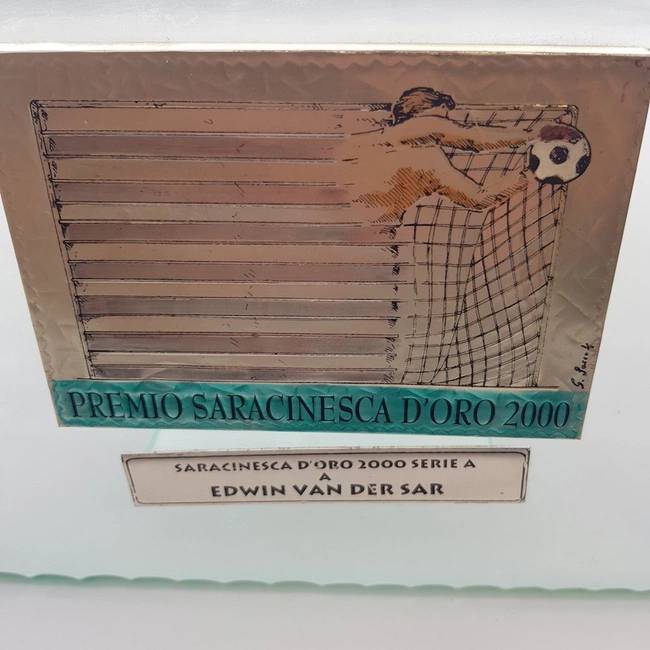 PREMIO SARACINESCA D'ORO 2000
SARACINESCA D'ORO 2000 SERIE A
A
EDWIN VAN DER SAR